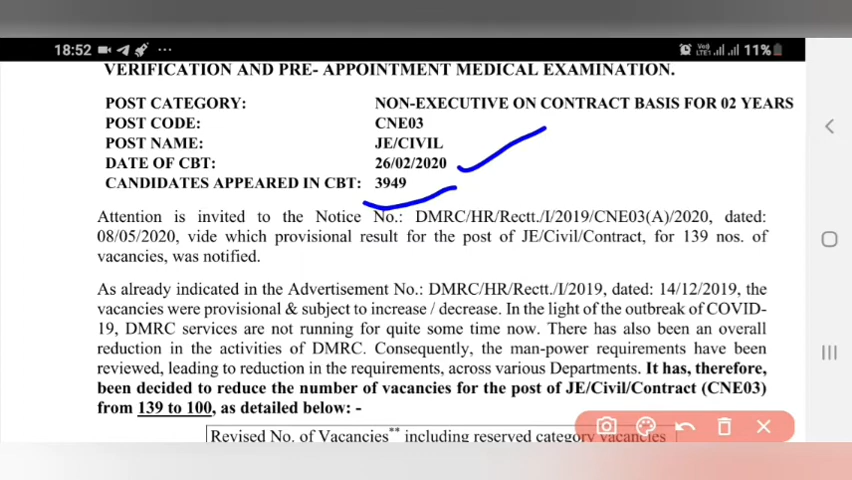 18:52 ... 11%
VERIFICATION AND PRE- APPOINTMENT MEDICAL EXAMINATION.
POST CATEGORY: NON-EXECUTIVE ON CONTRACT BASIS FOR 02 YEARS
POST CODE: CNE03
POST NAME: JE/CIVIL
DATE OF CBT: 26/02/2020
CANDIDATES APPEARED IN CBT: 3949
Attention is invited to the Notice No.: DMRC/HR/Rectt./I/2019/CNE03(A)/2020, dated:
08/05/2020, vide which provisional result for the post of JE/Civil/Contract, for 139 nos. of
vacancies, was notified.
As already indicated in the Advertisement No.: DMRC/HR/Rectt./I/2019, dated: 14/12/2019, the
vacancies were provisional & subject to increase / decrease. In the light of the outbreak of COVID-
19, DMRC services are not running for quite some time now. There has also been an overall
reduction in the activities of DMRC. Consequently, the man-power requirements have been
reviewed, leading to reduction in the requirements, across various Departments. It has, therefore,
been decided to reduce the number of vacancies for the post of JE/Civil/Contract (CNE03)
from 139 to 100, as detailed below: -
Revised No. of Vacancies** including reserved category vacancies